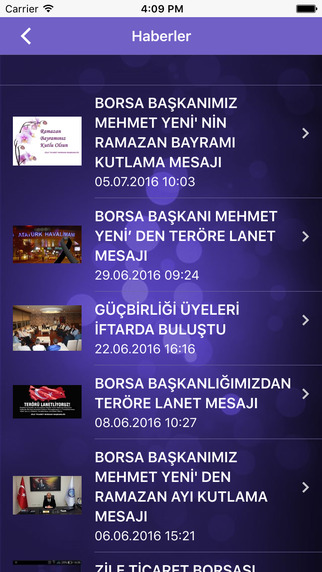 Carrier 4:09 PM
Haberler
BORSA BAŞKANIMIZ
MEHMET YENİ' NİN
RAMAZAN BAYRAMI
KUTLAMA MESAJI
05.07.2016 10:03
Ramazan
Bayramınız
Kutlu Olsun
BORSA BAŞKANI MEHMET
YENİ’ DEN TERÖRE LANET
MESAJI
29.06.2016 09:24
ATATÜRK HAVALİMANI
GÜÇBİRLİĞİ ÜYELERİ
İFTARDA BULUŞTU
22.06.2016 16:16
BORSA BAŞKANLIĞIMIZDAN
TERÖRE LANET MESAJI
08.06.2016 10:27
TERÖRÜ LANETLİYORUZ!
BORSA BAŞKANIMIZ
MEHMET YENİ' DEN
RAMAZAN AYI KUTLAMA
MESAJI
06.06.2016 15:21
ZİLE TİCARET BORSASI